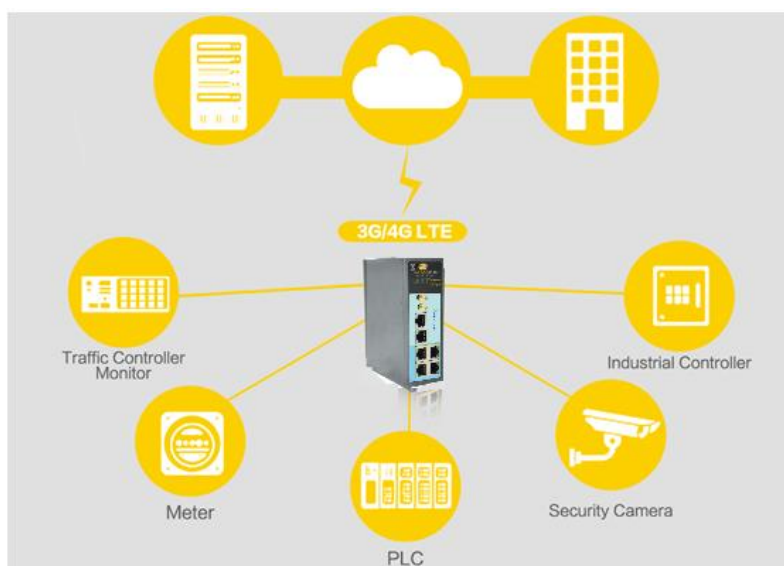 3G/4G LTE
Traffic Controller
Monitor
Industrial Controller
Meter
Security Camera
PLC